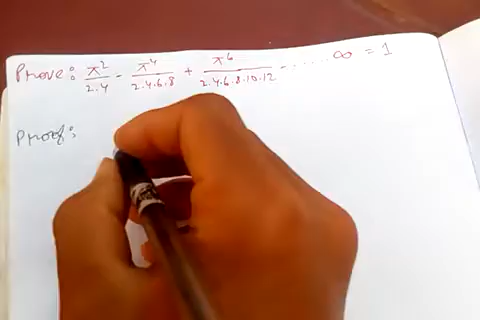 Prove: π²/2.4 - π⁴/2.4.6.8 + π⁶/2.4.6.8.10.12 - ...... ∞ = 1
Proof: